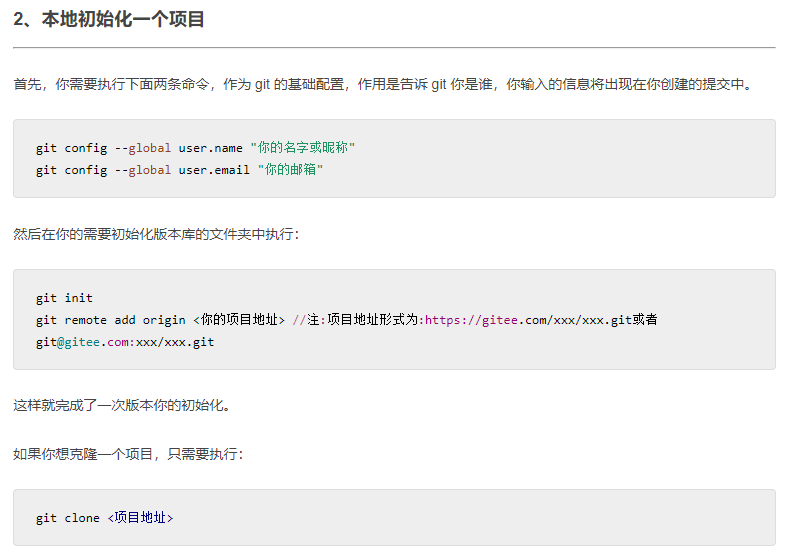 2、本地初始化一个项目
首先，你需要执行下面两条命令，作为 git 的基础配置，作用是告诉 git 你是谁，你输入的信息将出现在你创建的提交中。
git config --global user.name "你的名字或昵称"
git config --global user.email "你的邮箱"
然后在你的需要初始化版本库的文件夹中执行：
git init
git remote add origin <你的项目地址> //注:项目地址形式为:https://gitee.com/xxx/xxx.git或者
git@gitee.com:xxx/xxx.git
这样就完成了一次版本你的初始化。
如果你想克隆一个项目，只需要执行：
git clone <项目地址>